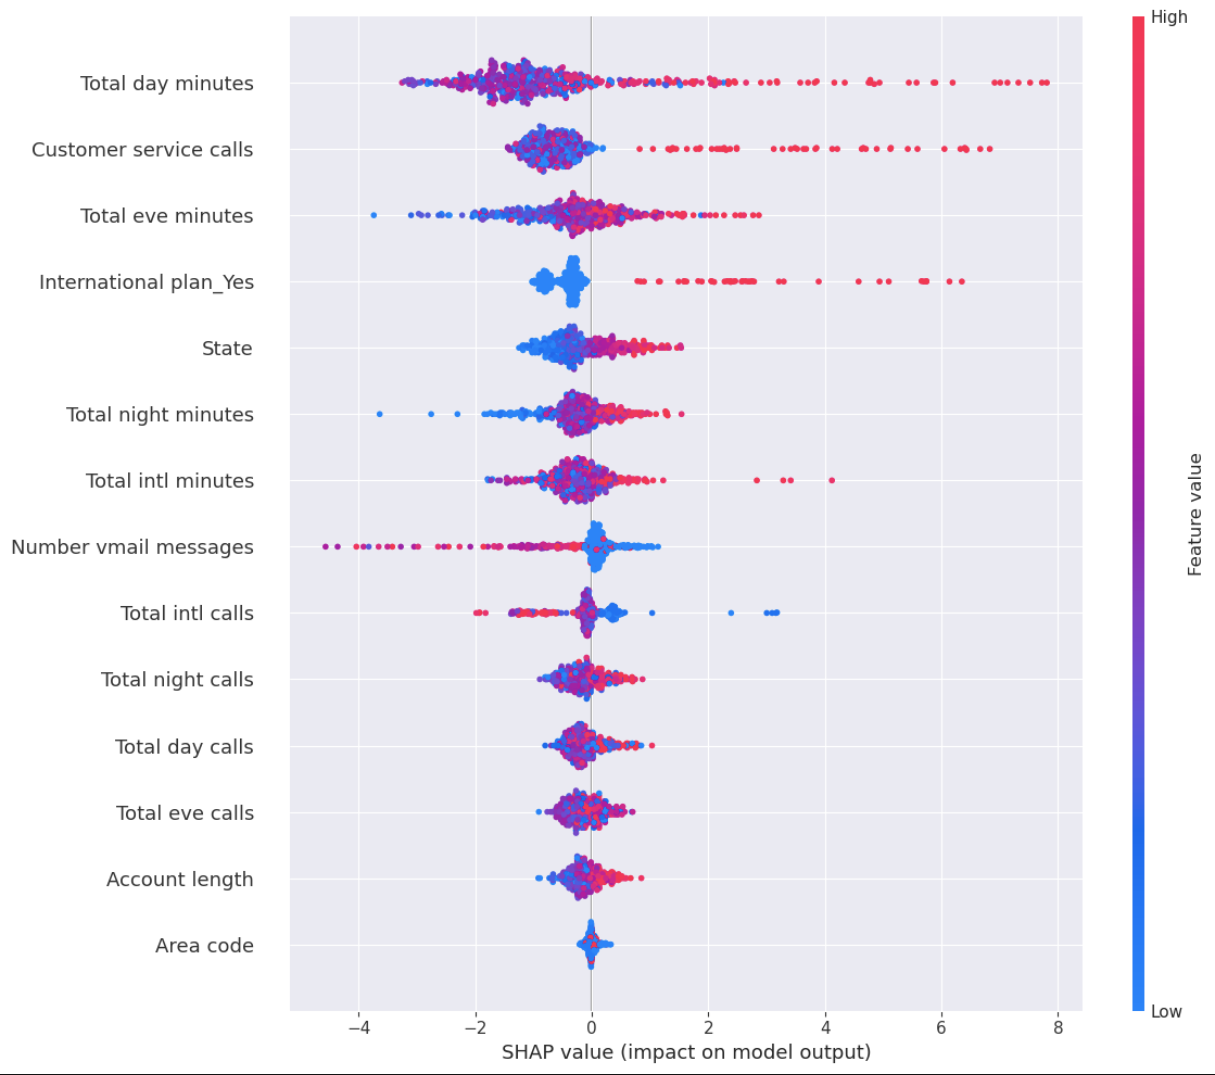 High
Total day minutes
Customer service calls
Total eve minutes
International plan_Yes
State
Total night minutes
Total intl minutes
Number vmail messages
Total intl calls
Total night calls
Total day calls
Total eve calls
Account length
Area code
Feature value
Low
−4 −2 0 2 4 6 8
SHAP value (impact on model output)